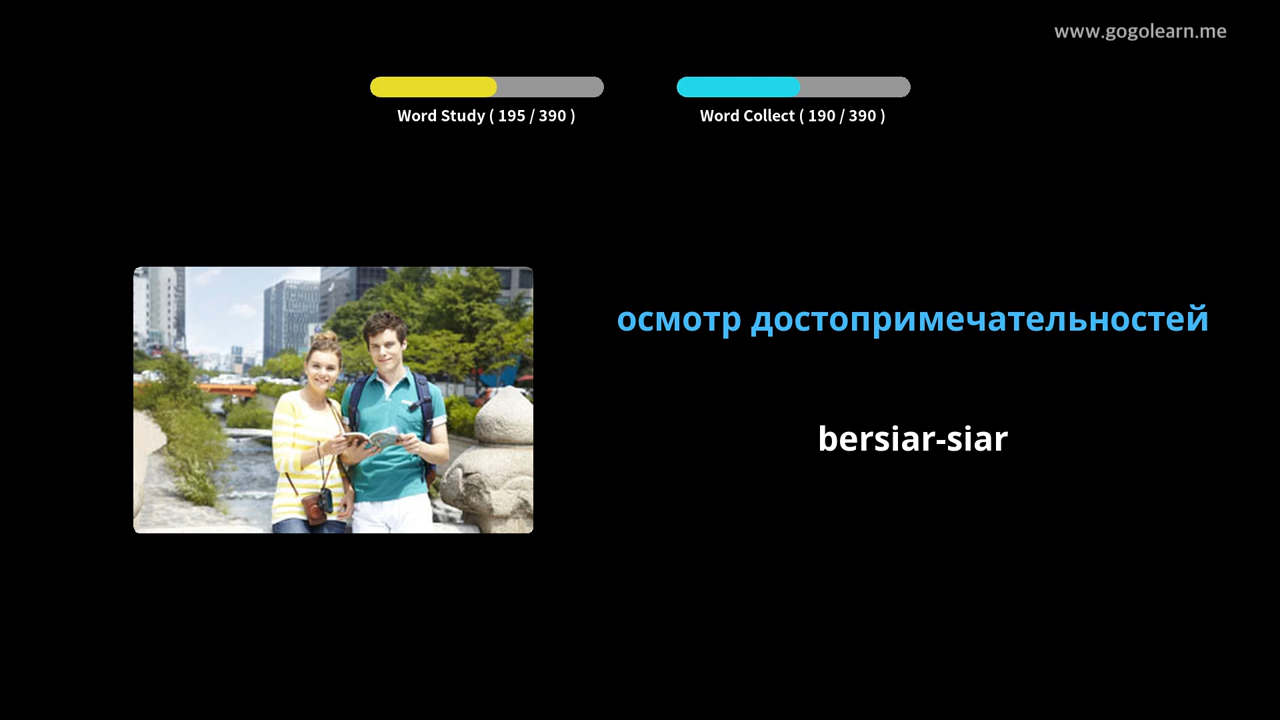 www.gogolearn.me
Word Study ( 195 / 390 )
Word Collect ( 190 / 390 )
осмотр достопримечательностей
bersiar-siar